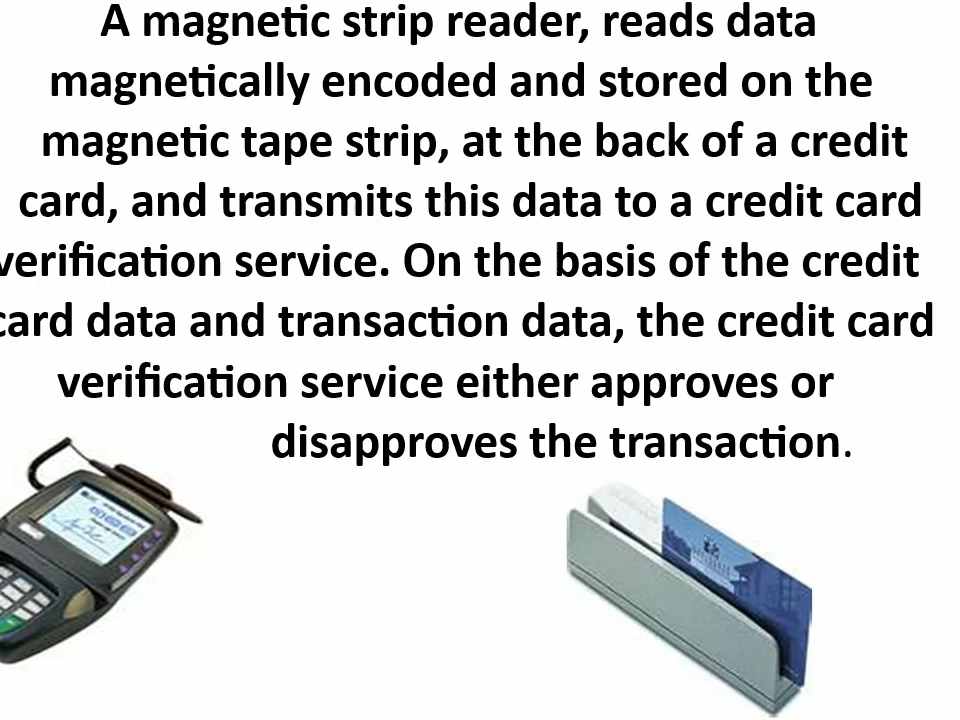 A magnetic strip reader, reads data
magnetically encoded and stored on the
magnetic tape strip, at the back of a credit
card, and transmits this data to a credit card
verification service. On the basis of the credit
card data and transaction data, the credit card
verification service either approves or
disapproves the transaction.